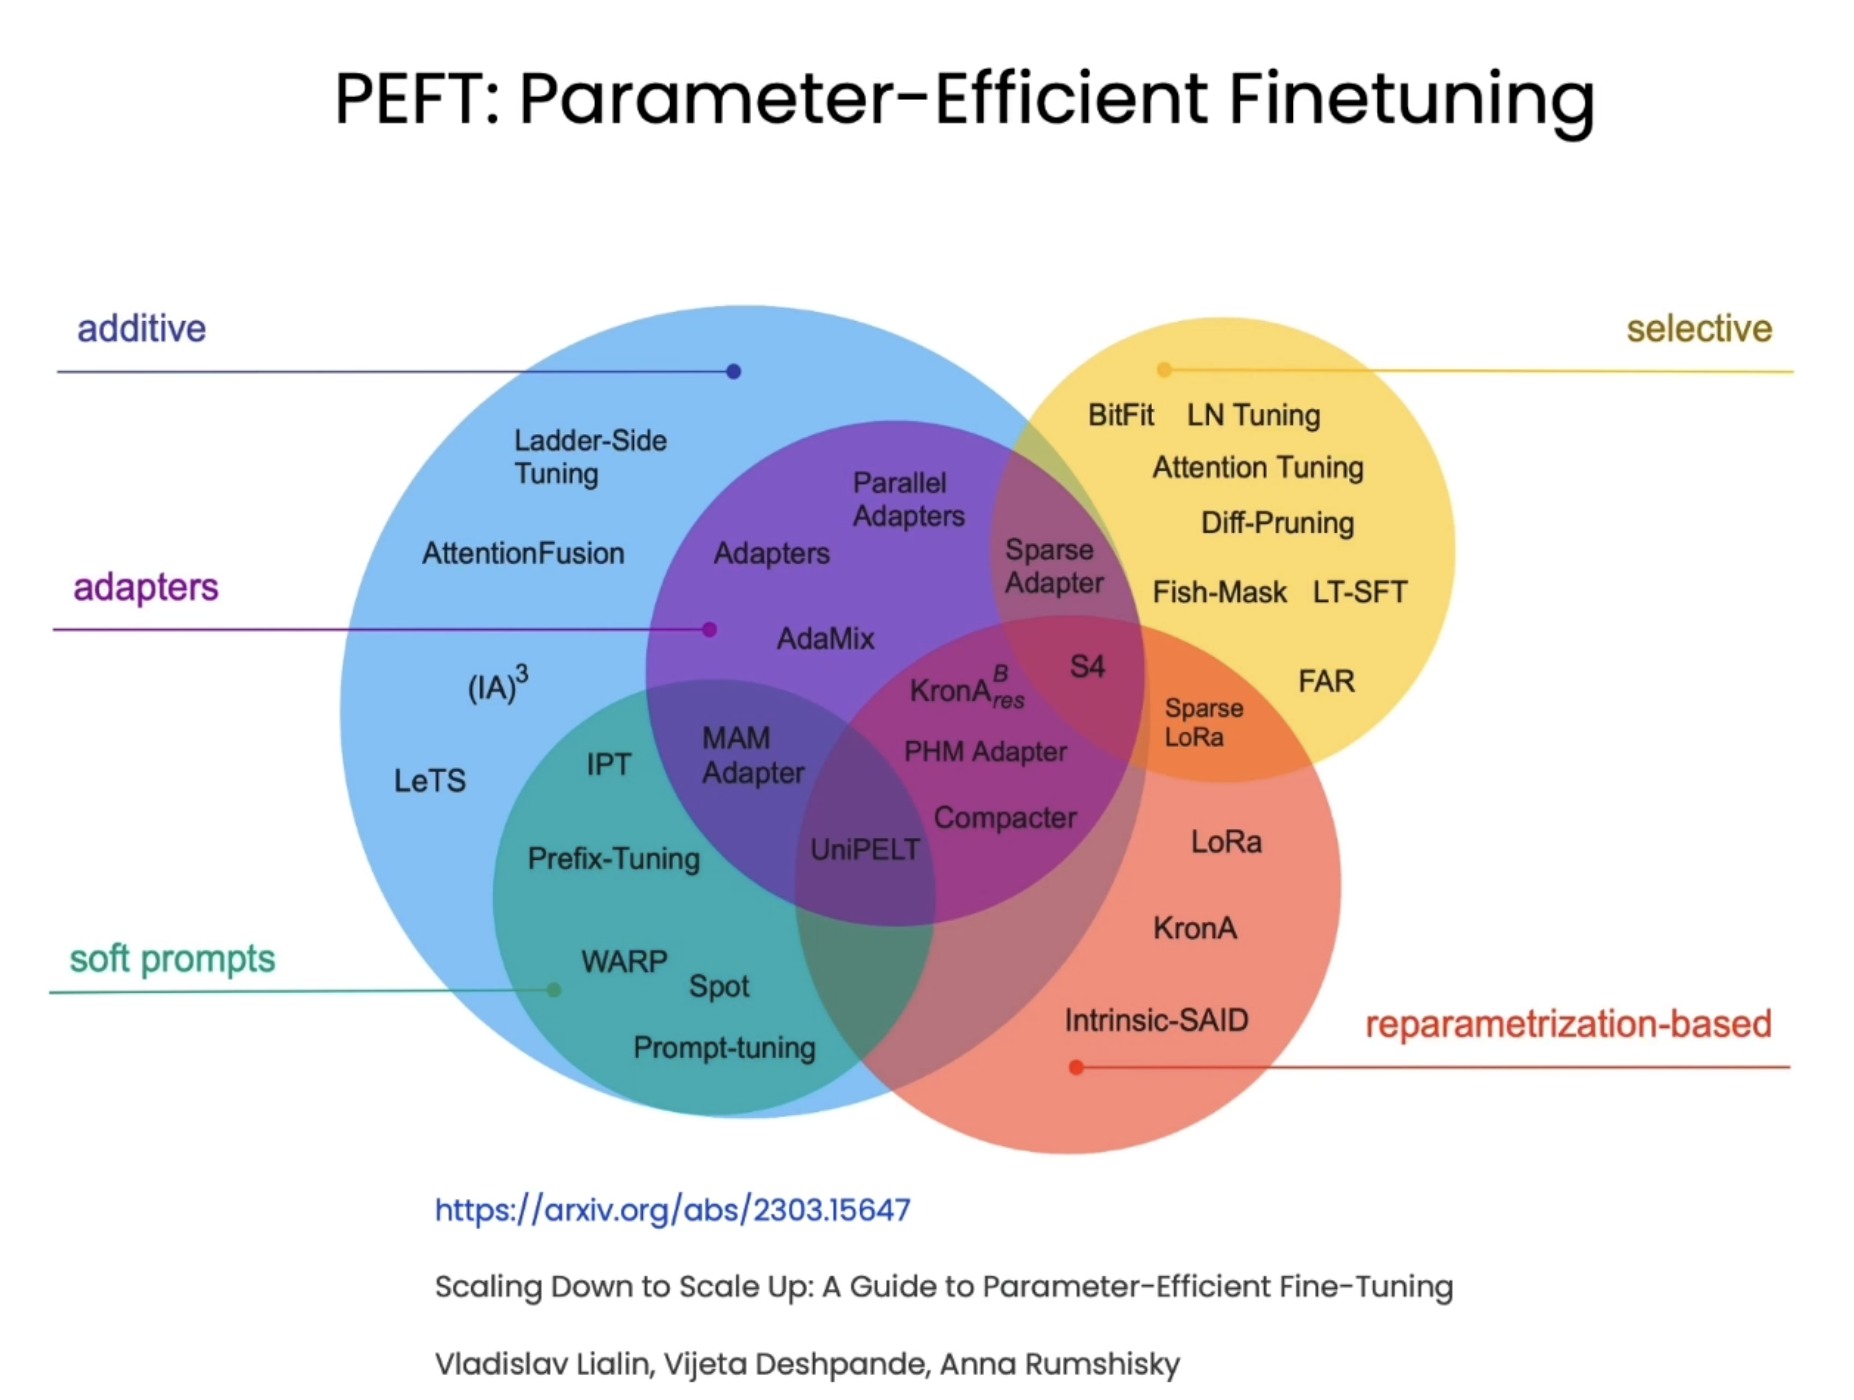 PEFT: Parameter-Efficient Finetuning
additive
selective
adapters
soft prompts
reparametrization-based
Ladder-Side
Tuning
AttentionFusion
(IA)³
LeTS
Parallel
Adapters
Adapters
AdaMix
Sparse
Adapter
BitFit LN Tuning
Attention Tuning
Diff-Pruning
Fish-Mask LT-SFT
FAR
S4
Sparse
LoRa
KronA^B_res
PHM Adapter
Compacter
MAM
Adapter
UniPELT
IPT
Prefix-Tuning
WARP
Spot
Prompt-tuning
LoRa
KronA
Intrinsic-SAID
https://arxiv.org/abs/2303.15647
Scaling Down to Scale Up: A Guide to Parameter-Efficient Fine-Tuning
Vladislav Lialin, Vijeta Deshpande, Anna Rumshisky